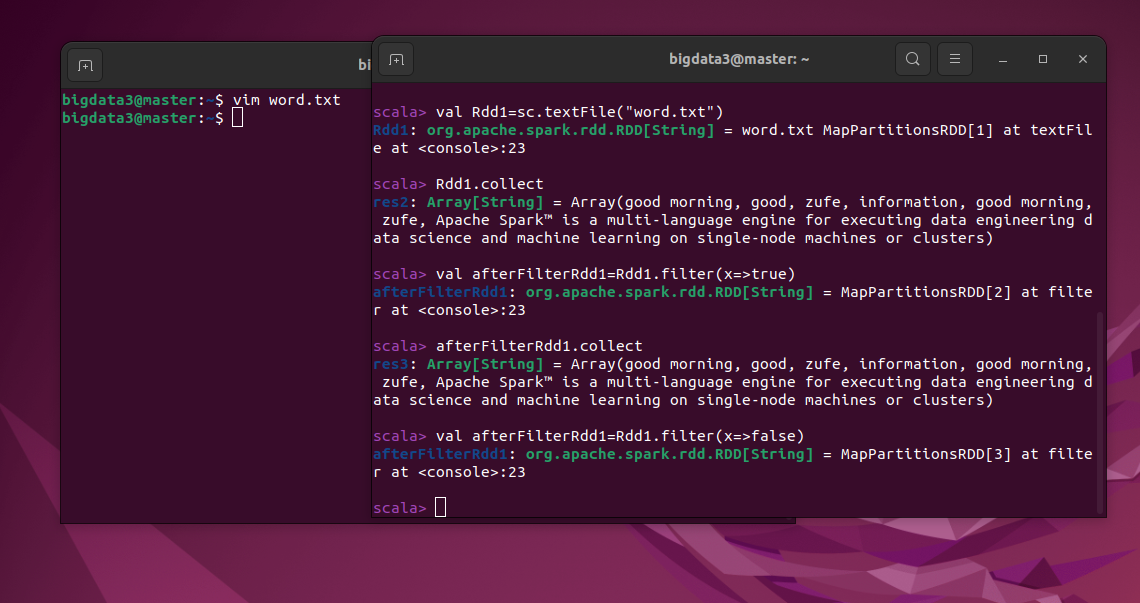 bi
bigdata3@master:~$ vim word.txt
bigdata3@master:~$
bigdata3@master: ~
scala> val Rdd1=sc.textFile("word.txt")
Rdd1: org.apache.spark.rdd.RDD[String] = word.txt MapPartitionsRDD[1] at textFil
e at <console>:23
scala> Rdd1.collect
res2: Array[String] = Array(good morning, good, zufe, information, good morning,
 zufe, Apache Spark™ is a multi-language engine for executing data engineering d
ata science and machine learning on single-node machines or clusters)
scala> val afterFilterRdd1=Rdd1.filter(x=>true)
afterFilterRdd1: org.apache.spark.rdd.RDD[String] = MapPartitionsRDD[2] at filte
r at <console>:23
scala> afterFilterRdd1.collect
res3: Array[String] = Array(good morning, good, zufe, information, good morning,
 zufe, Apache Spark™ is a multi-language engine for executing data engineering d
ata science and machine learning on single-node machines or clusters)
scala> val afterFilterRdd1=Rdd1.filter(x=>false)
afterFilterRdd1: org.apache.spark.rdd.RDD[String] = MapPartitionsRDD[3] at filte
r at <console>:23
scala>